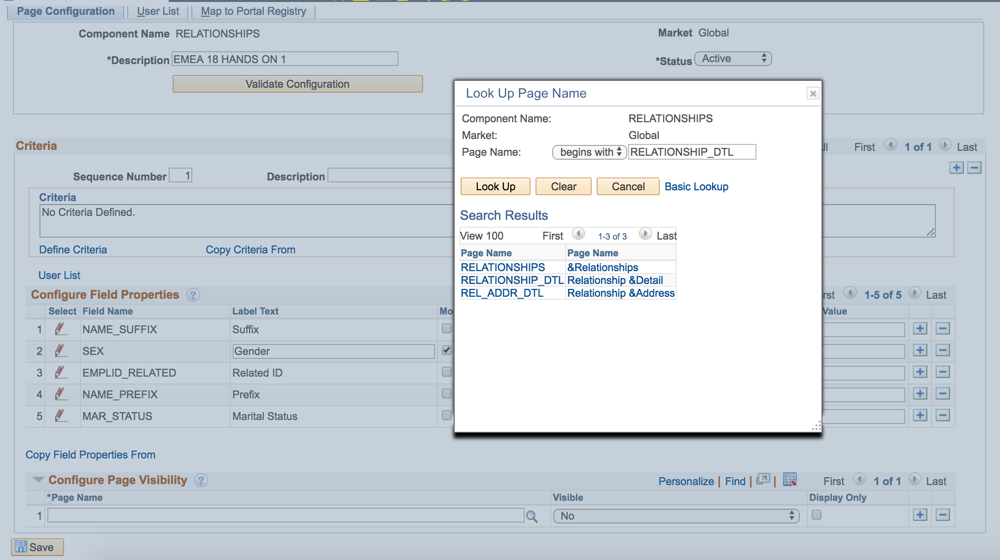 Page Configuration User List Map to Portal Registry
Component Name RELATIONSHIPS Market Global
*Description EMEA 18 HANDS ON 1 *Status Active
Validate Configuration
Look Up Page Name
Component Name: RELATIONSHIPS
Market: Global
Page Name: begins with RELATIONSHIP_DTL
Look Up Clear Cancel Basic Lookup
Search Results
View 100 First 1-3 of 3 Last
Page Name Page Name
RELATIONSHIPS &Relationships
RELATIONSHIP_DTL Relationship &Detail
REL_ADDR_DTL Relationship &Address
Criteria First 1 of 1 Last
Sequence Number 1 Description
Criteria
No Criteria Defined.
Define Criteria Copy Criteria From
User List
Configure Field Properties ? rst 1-5 of 5 Last
Select Field Name Label Text Mo Value
1 NAME_SUFFIX Suffix
2 SEX Gender
3 EMPLID_RELATED Related ID
4 NAME_PREFIX Prefix
5 MAR_STATUS Marital Status
Copy Field Properties From
Configure Page Visibility ? Personalize | Find | | First 1 of 1 Last
*Page Name Visible Display Only
1 No
Save